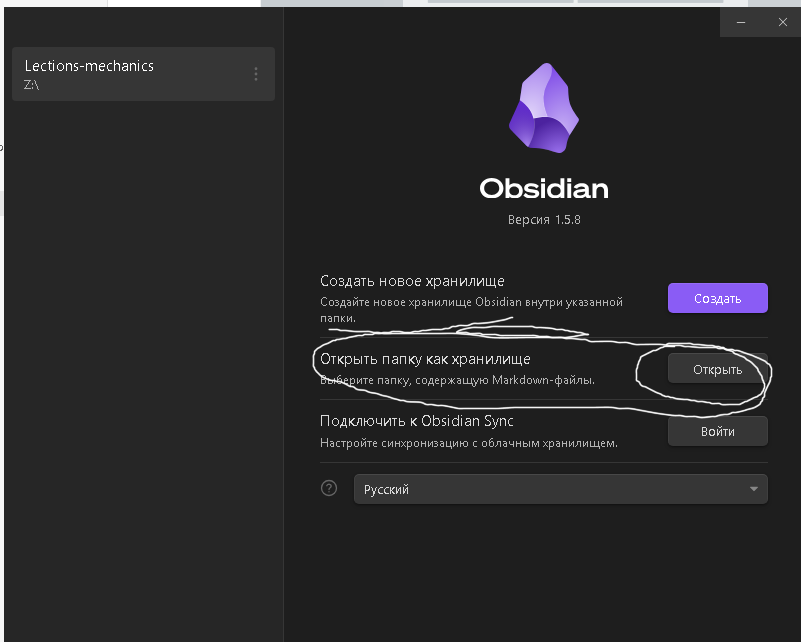 Lections-mechanics
Z:\
Obsidian
Версия 1.5.8
Создать новое хранилище
Создайте новое хранилище Obsidian внутри указанной
папки.
Создать
Открыть папку как хранилище
Выберите папку, содержащую Markdown-файлы.
Открыть
Подключить к Obsidian Sync
Настройте синхронизацию с облачным хранилищем.
Войти
Русский